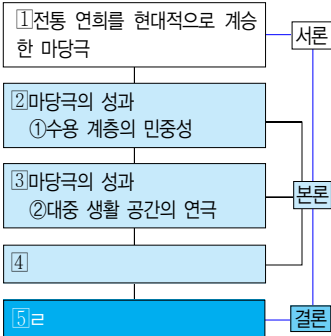 1전통 연희를 현대적으로 계승
한 마당극
서론
2마당극의 성과
①수용 계층의 민중성
3마당극의 성과
②대중 생활 공간의 연극
본론
4
5ㄹ
결론